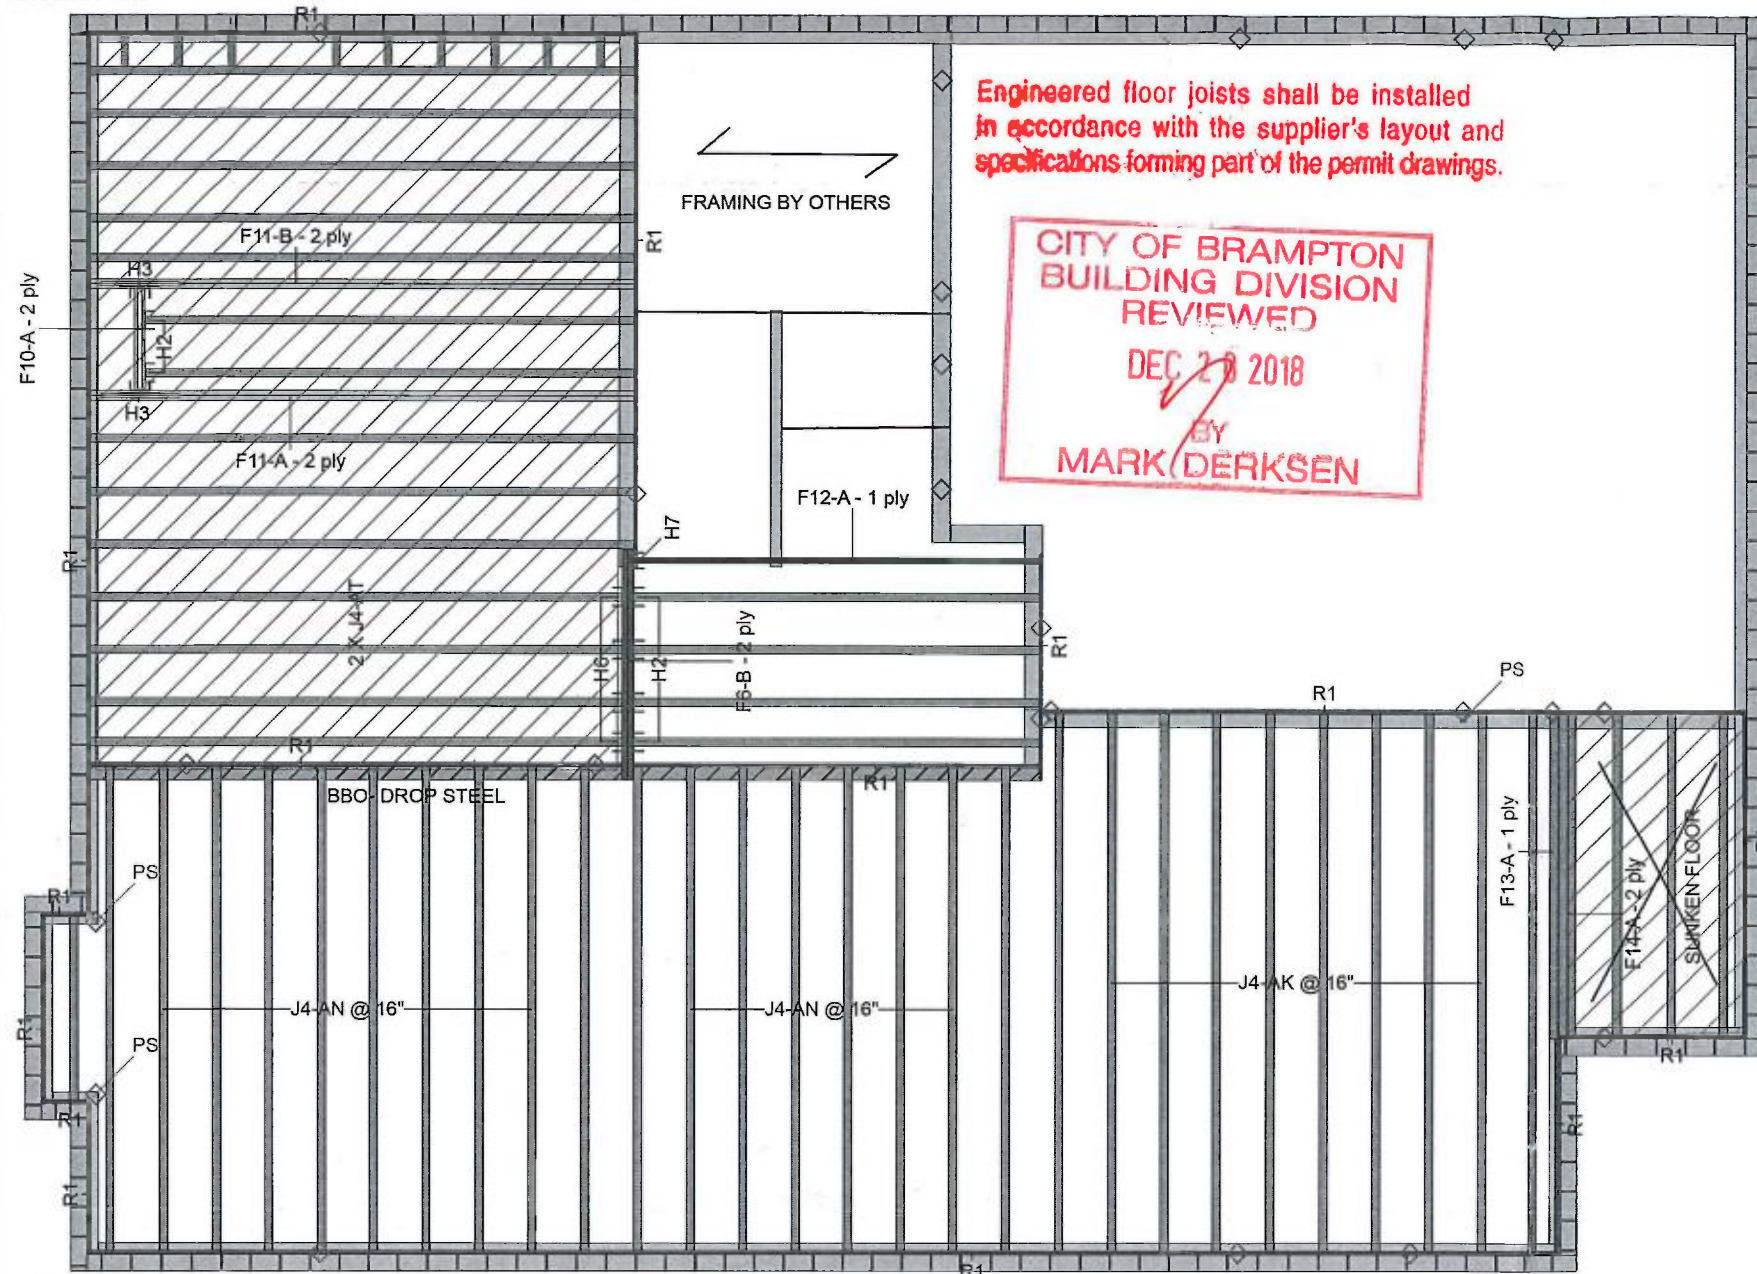 R1
Engineered floor joists shall be installed
in accordance with the supplier's layout and
specifications forming part of the permit drawings.
FRAMING BY OTHERS
CITY OF BRAMPTON
BUILDING DIVISION
REVIEWED
DEC 2 2018
BY
MARK DERKSEN
F11-B - 2 ply
R1
H3
F10-A - 2 ply
H2
H3
F11-A - 2 ply
F12-A - 1 ply
H7
R1
2 X J4-AT
H6
H2
F6-B - 2 ply
R1
PS
R1
R1
BBO- DROP STEEL
R1
F13-A - 1 ply
F14-A - 2 ply
SUNKEN FLOOR
PS
R1
J4-AN @ 16"
J4-AN @ 16"
J4-AK @ 16"
R1
PS
R1
R1
R1
R1
R1